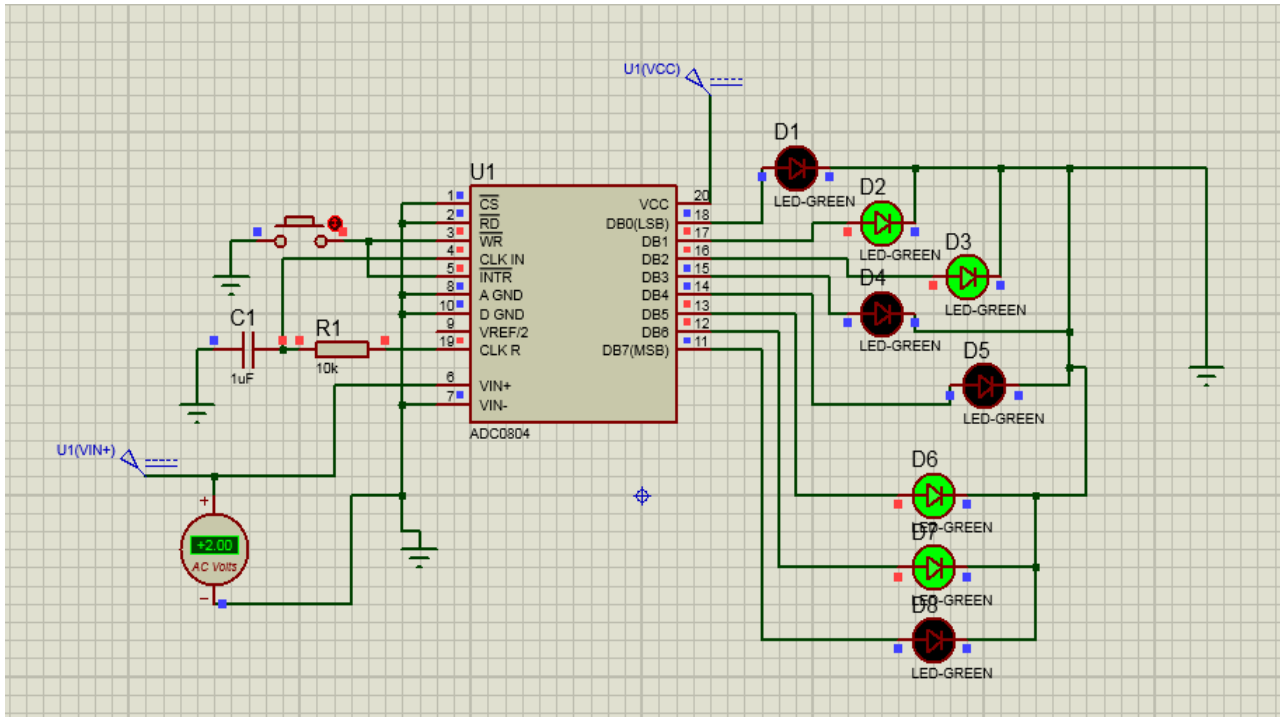 U1(VCC)
D1
LED-GREEN
D2
LED-GREEN
D3
LED-GREEN
D4
LED-GREEN
D5
LED-GREEN
D6
LED-GREEN
D7
LED-GREEN
D8
LED-GREEN
U1
1 CS
2 RD
3 WR
4 CLK IN
5 INTR
8 A GND
10 D GND
9 VREF/2
19 CLK R
6 VIN+
7 VIN-
VCC 20
DB0(LSB) 18
DB1 17
DB2 16
DB3 15
DB4 14
DB5 13
DB6 12
DB7(MSB) 11
ADC0804
C1
1uF
R1
10k
U1(VIN+)
+
+2.00
AC Volts
−